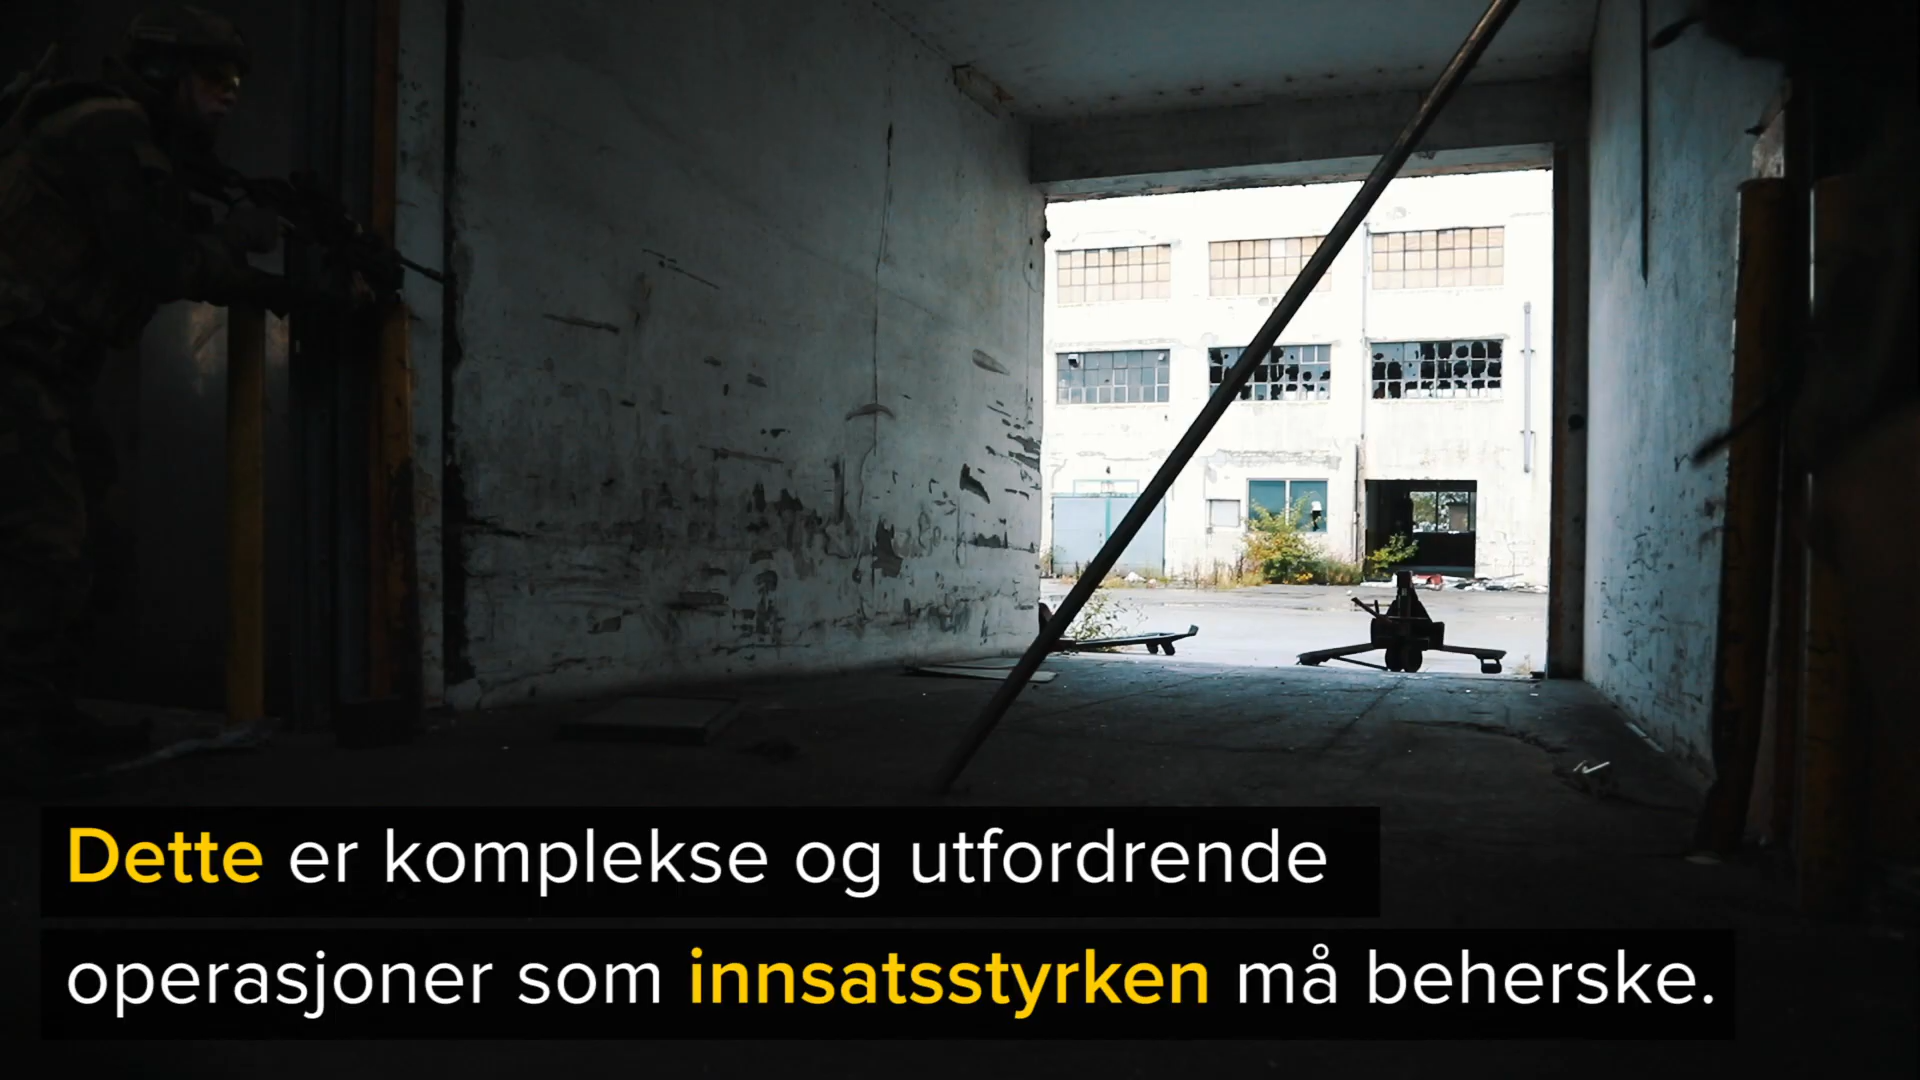 Dette er komplekse og utfordrende
operasjoner som innsatsstyrken må beherske.